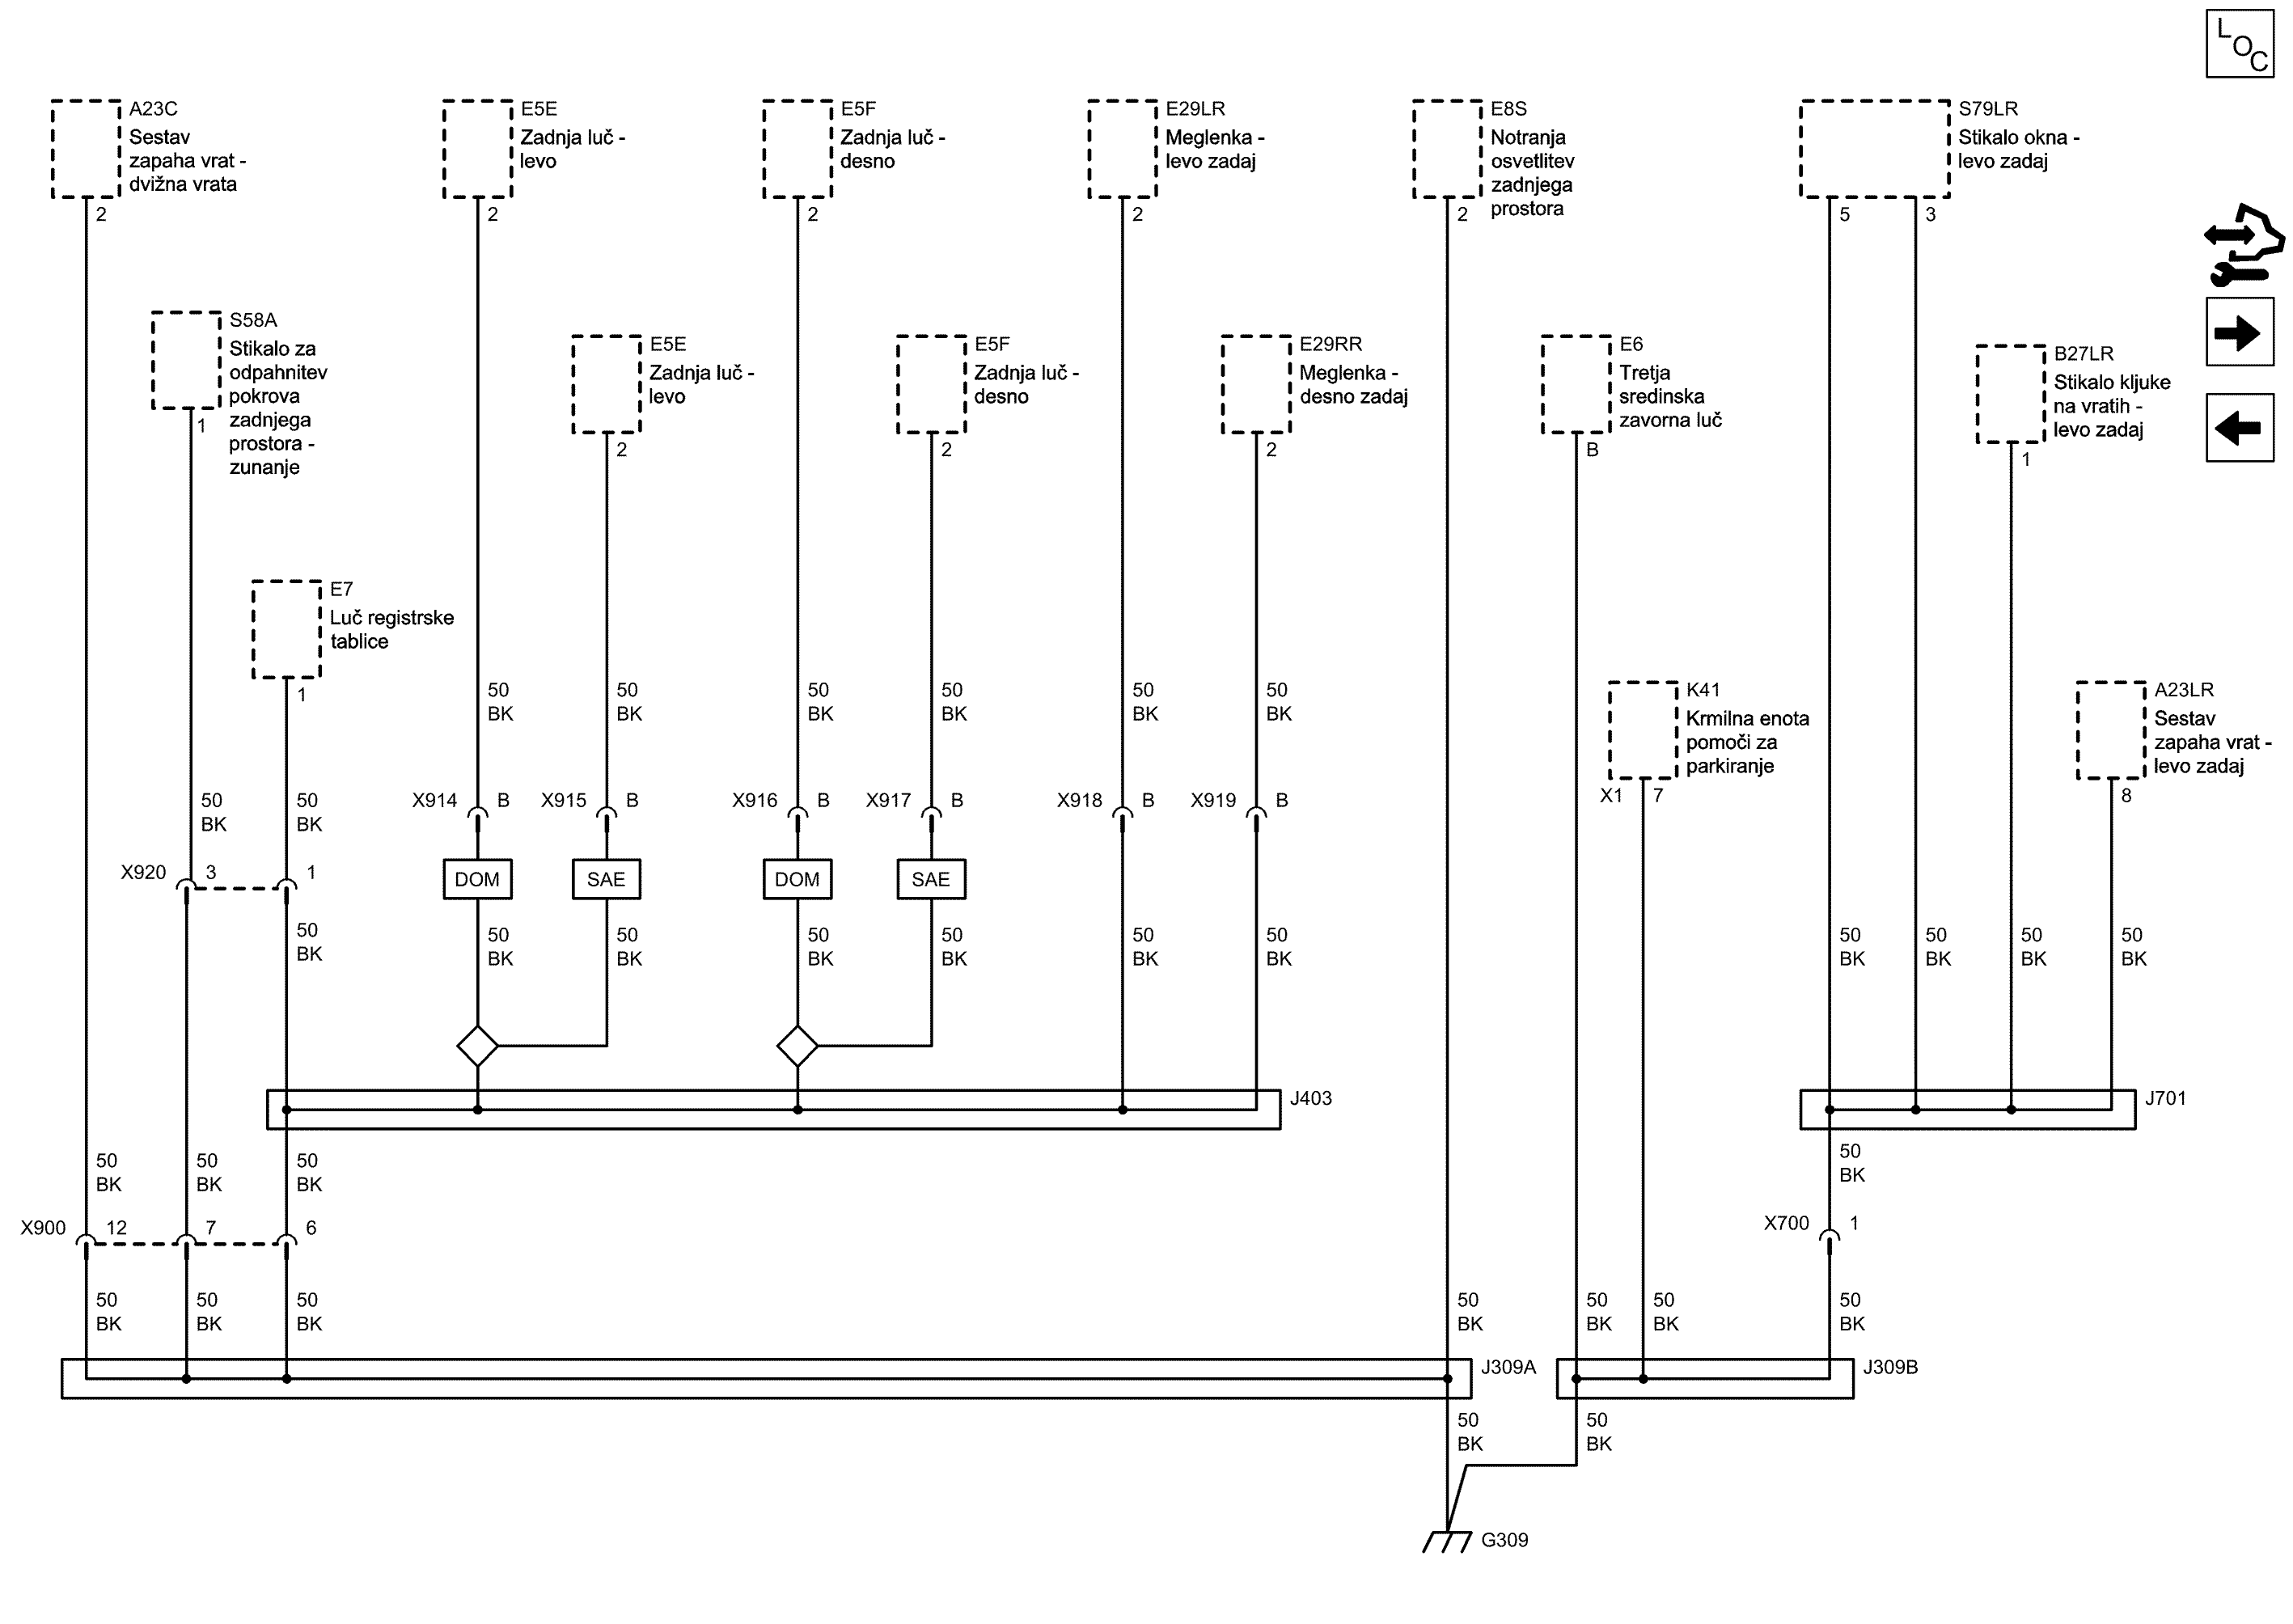 LOC
A23C
Sestav
zapaha vrat -
dvižna vrata
2
E5E
Zadnja luč -
levo
2
E5F
Zadnja luč -
desno
2
E29LR
Meglenka -
levo zadaj
2
E8S
Notranja
osvetlitev
zadnjega
prostora
2
S79LR
Stikalo okna -
levo zadaj
5
3
S58A
Stikalo za
odpahnitev
pokrova
zadnjega
prostora -
zunanje
1
E5E
Zadnja luč -
levo
2
E5F
Zadnja luč -
desno
2
E29RR
Meglenka -
desno zadaj
2
E6
Tretja
sredinska
zavorna luč
B
B27LR
Stikalo kljuke
na vratih -
levo zadaj
1
E7
Luč registrske
tablice
1
K41
Krmilna enota
pomoči za
parkiranje
X1 7
A23LR
Sestav
zapaha vrat -
levo zadaj
8
50 50 50 50 50 50
BK BK BK BK BK BK
50 50
BK BK
X914 B X915 B X916 B X917 B X918 B X919 B
X920 3 1
DOM SAE DOM SAE
50
BK
50 50 50 50 50 50 50 50 50 50
BK BK BK BK BK BK BK BK BK BK
J403
J701
50 50 50
BK BK BK
50
BK
X900 12 7 6
X700 1
50 50 50 50 50 50 50
BK BK BK BK BK BK BK
J309A
J309B
50 50
BK BK
G309